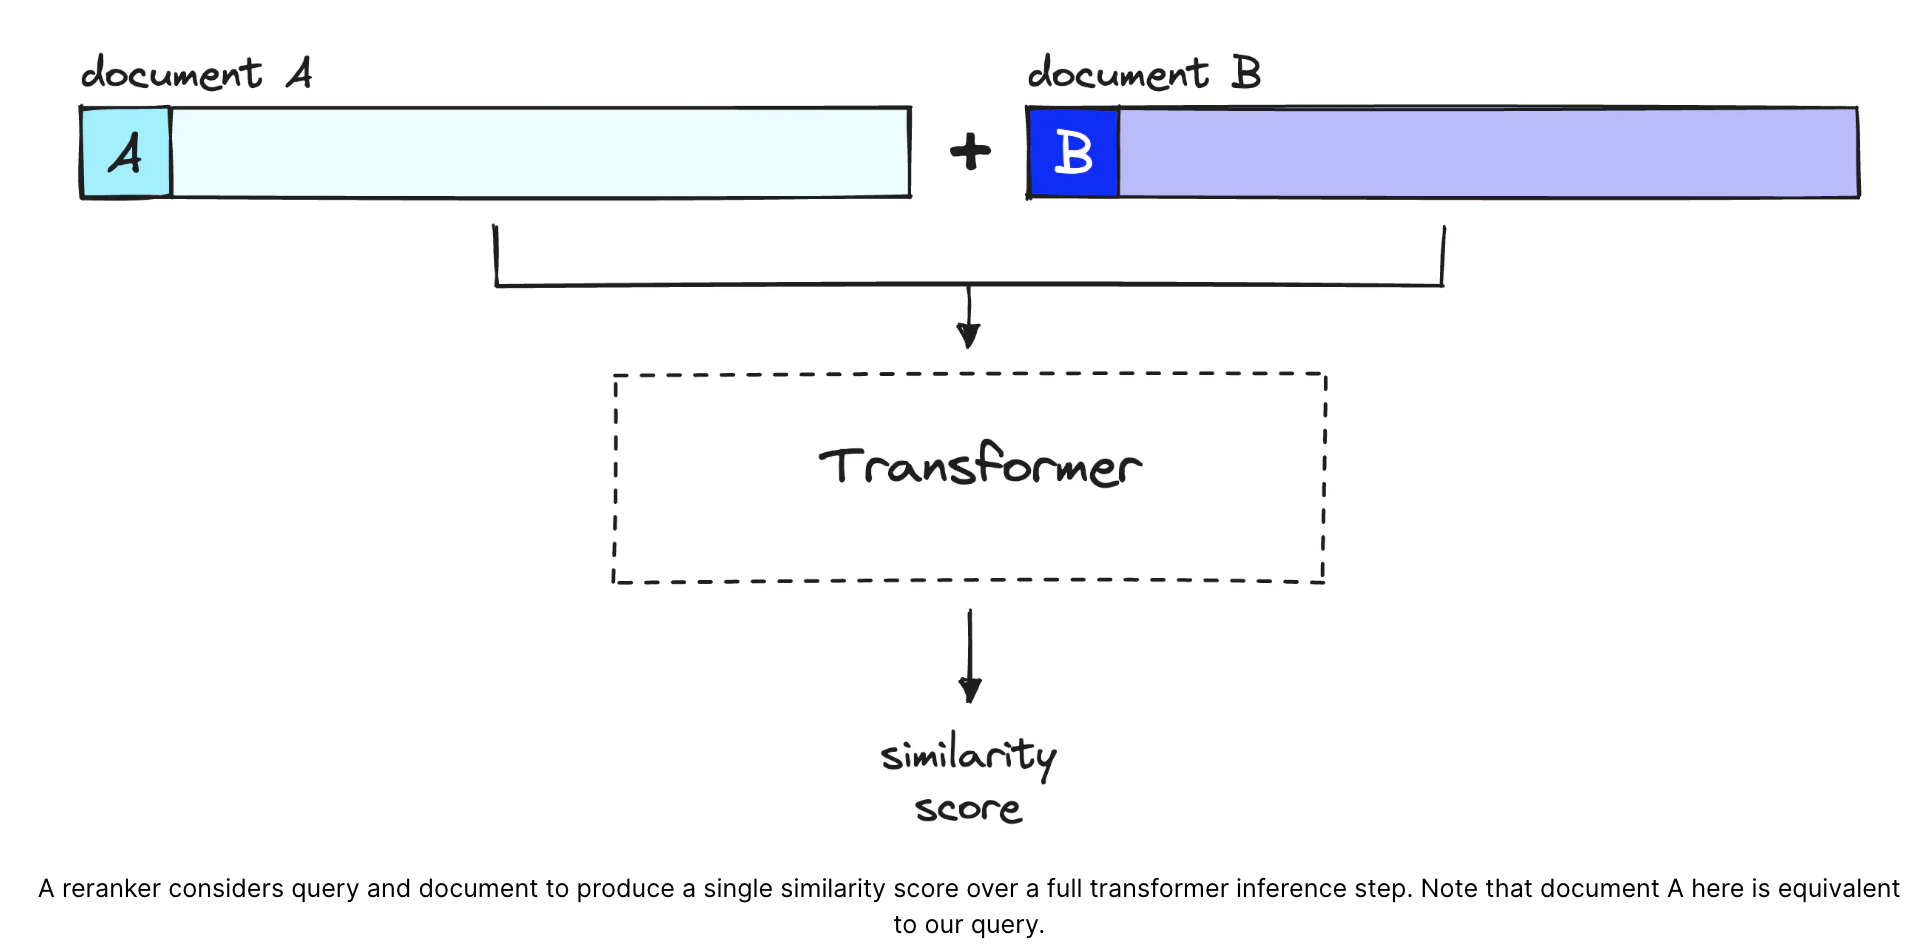 document A
document B
A
+
B
Transformer
similarity
score
A reranker considers query and document to produce a single similarity score over a full transformer inference step. Note that document A here is equivalent
to our query.